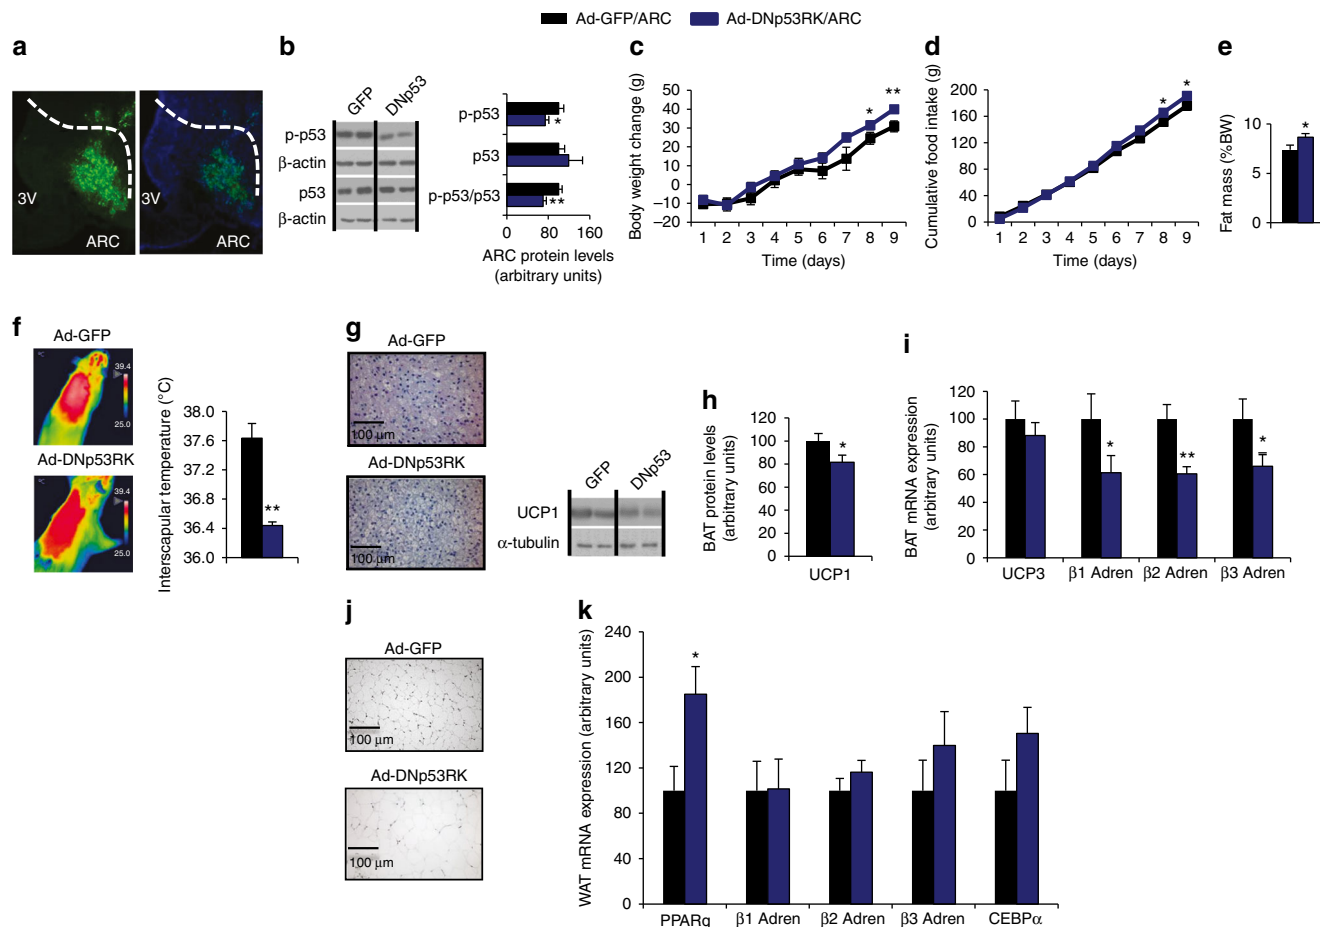 Ad-GFP/ARC
Ad-DNp53RK/ARC
a
3V
ARC
3V
ARC
b
GFP
DNp53
p-p53
β-actin
p53
β-actin
p-p53
p53
p-p53/p53
*
**
0
80
160
ARC protein levels
(arbitrary units)
c
Body weight change (g)
50
40
30
20
10
0
−10
−20
*
**
1 2 3 4 5 6 7 8 9
Time (days)
d
Cumulative food intake (g)
200
160
120
80
40
0
*
*
1 2 3 4 5 6 7 8 9
Time (days)
e
Fat mass (%BW)
10
5
0
*
f
Ad-GFP
°C
39.4
25.0
Ad-DNp53RK
°C
39.4
25.0
Interscapular temperature (°C)
38.0
37.6
37.2
36.8
36.4
36.0
**
g
Ad-GFP
100 μm
Ad-DNp53RK
100 μm
GFP
DNp53
UCP1
α-tubulin
h
BAT protein levels
(arbitrary units)
120
100
80
60
40
20
0
*
UCP1
i
BAT mRNA expression
(arbitrary units)
120
100
80
60
40
20
0
*
**
*
UCP3
β1 Adren
β2 Adren
β3 Adren
j
Ad-GFP
100 μm
Ad-DNp53RK
100 μm
k
WAT mRNA expression (arbitrary units)
240
200
160
120
80
40
0
*
PPARg
β1 Adren
β2 Adren
β3 Adren
CEBPα